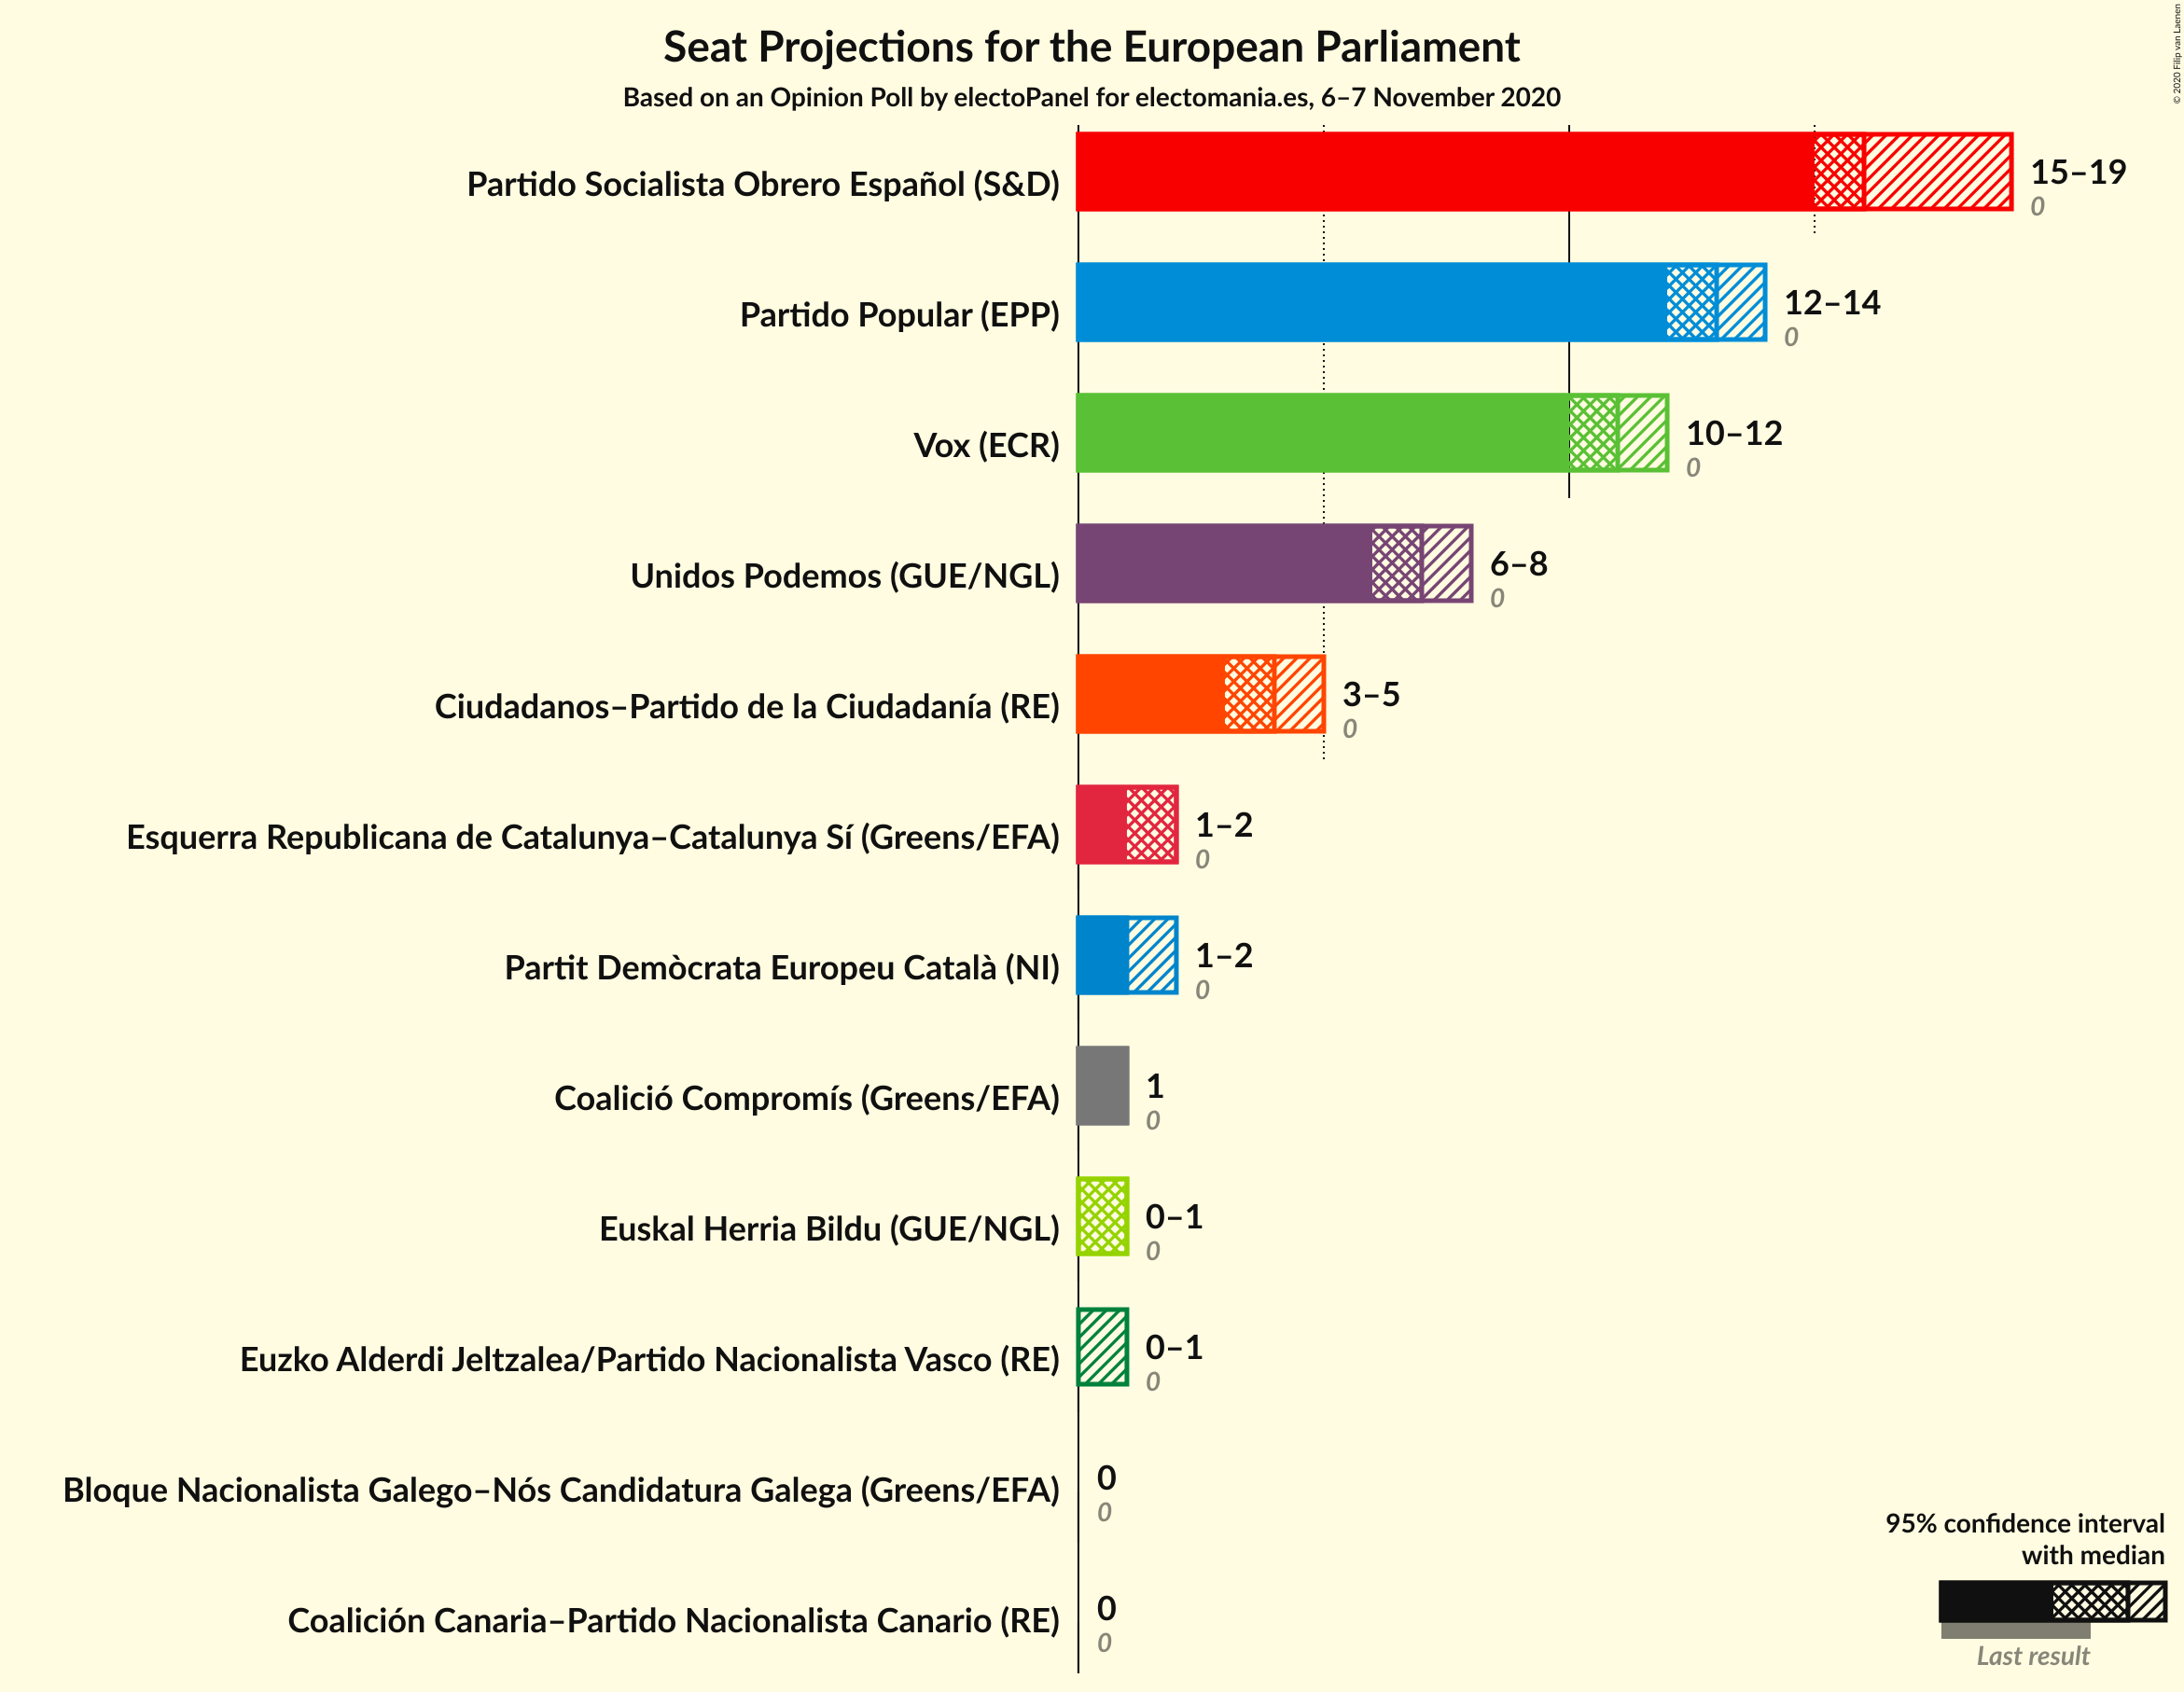 Seat Projections for the European Parliament
Based on an Opinion Poll by electoPanel for electomania.es, 6–7 November 2020
© 2020 Filip van Laenen
Partido Socialista Obrero Español (S&D)
15–19
0
Partido Popular (EPP)
12–14
0
Vox (ECR)
10–12
0
Unidos Podemos (GUE/NGL)
6–8
0
Ciudadanos–Partido de la Ciudadanía (RE)
3–5
0
Esquerra Republicana de Catalunya–Catalunya Sí (Greens/EFA)
1–2
0
Partit Demòcrata Europeu Català (NI)
1–2
0
Coalició Compromís (Greens/EFA)
1
0
Euskal Herria Bildu (GUE/NGL)
0–1
0
Euzko Alderdi Jeltzalea/Partido Nacionalista Vasco (RE)
0–1
0
Bloque Nacionalista Galego–Nós Candidatura Galega (Greens/EFA)
0
0
Coalición Canaria–Partido Nacionalista Canario (RE)
0
0
95% confidence interval
with median
Last result